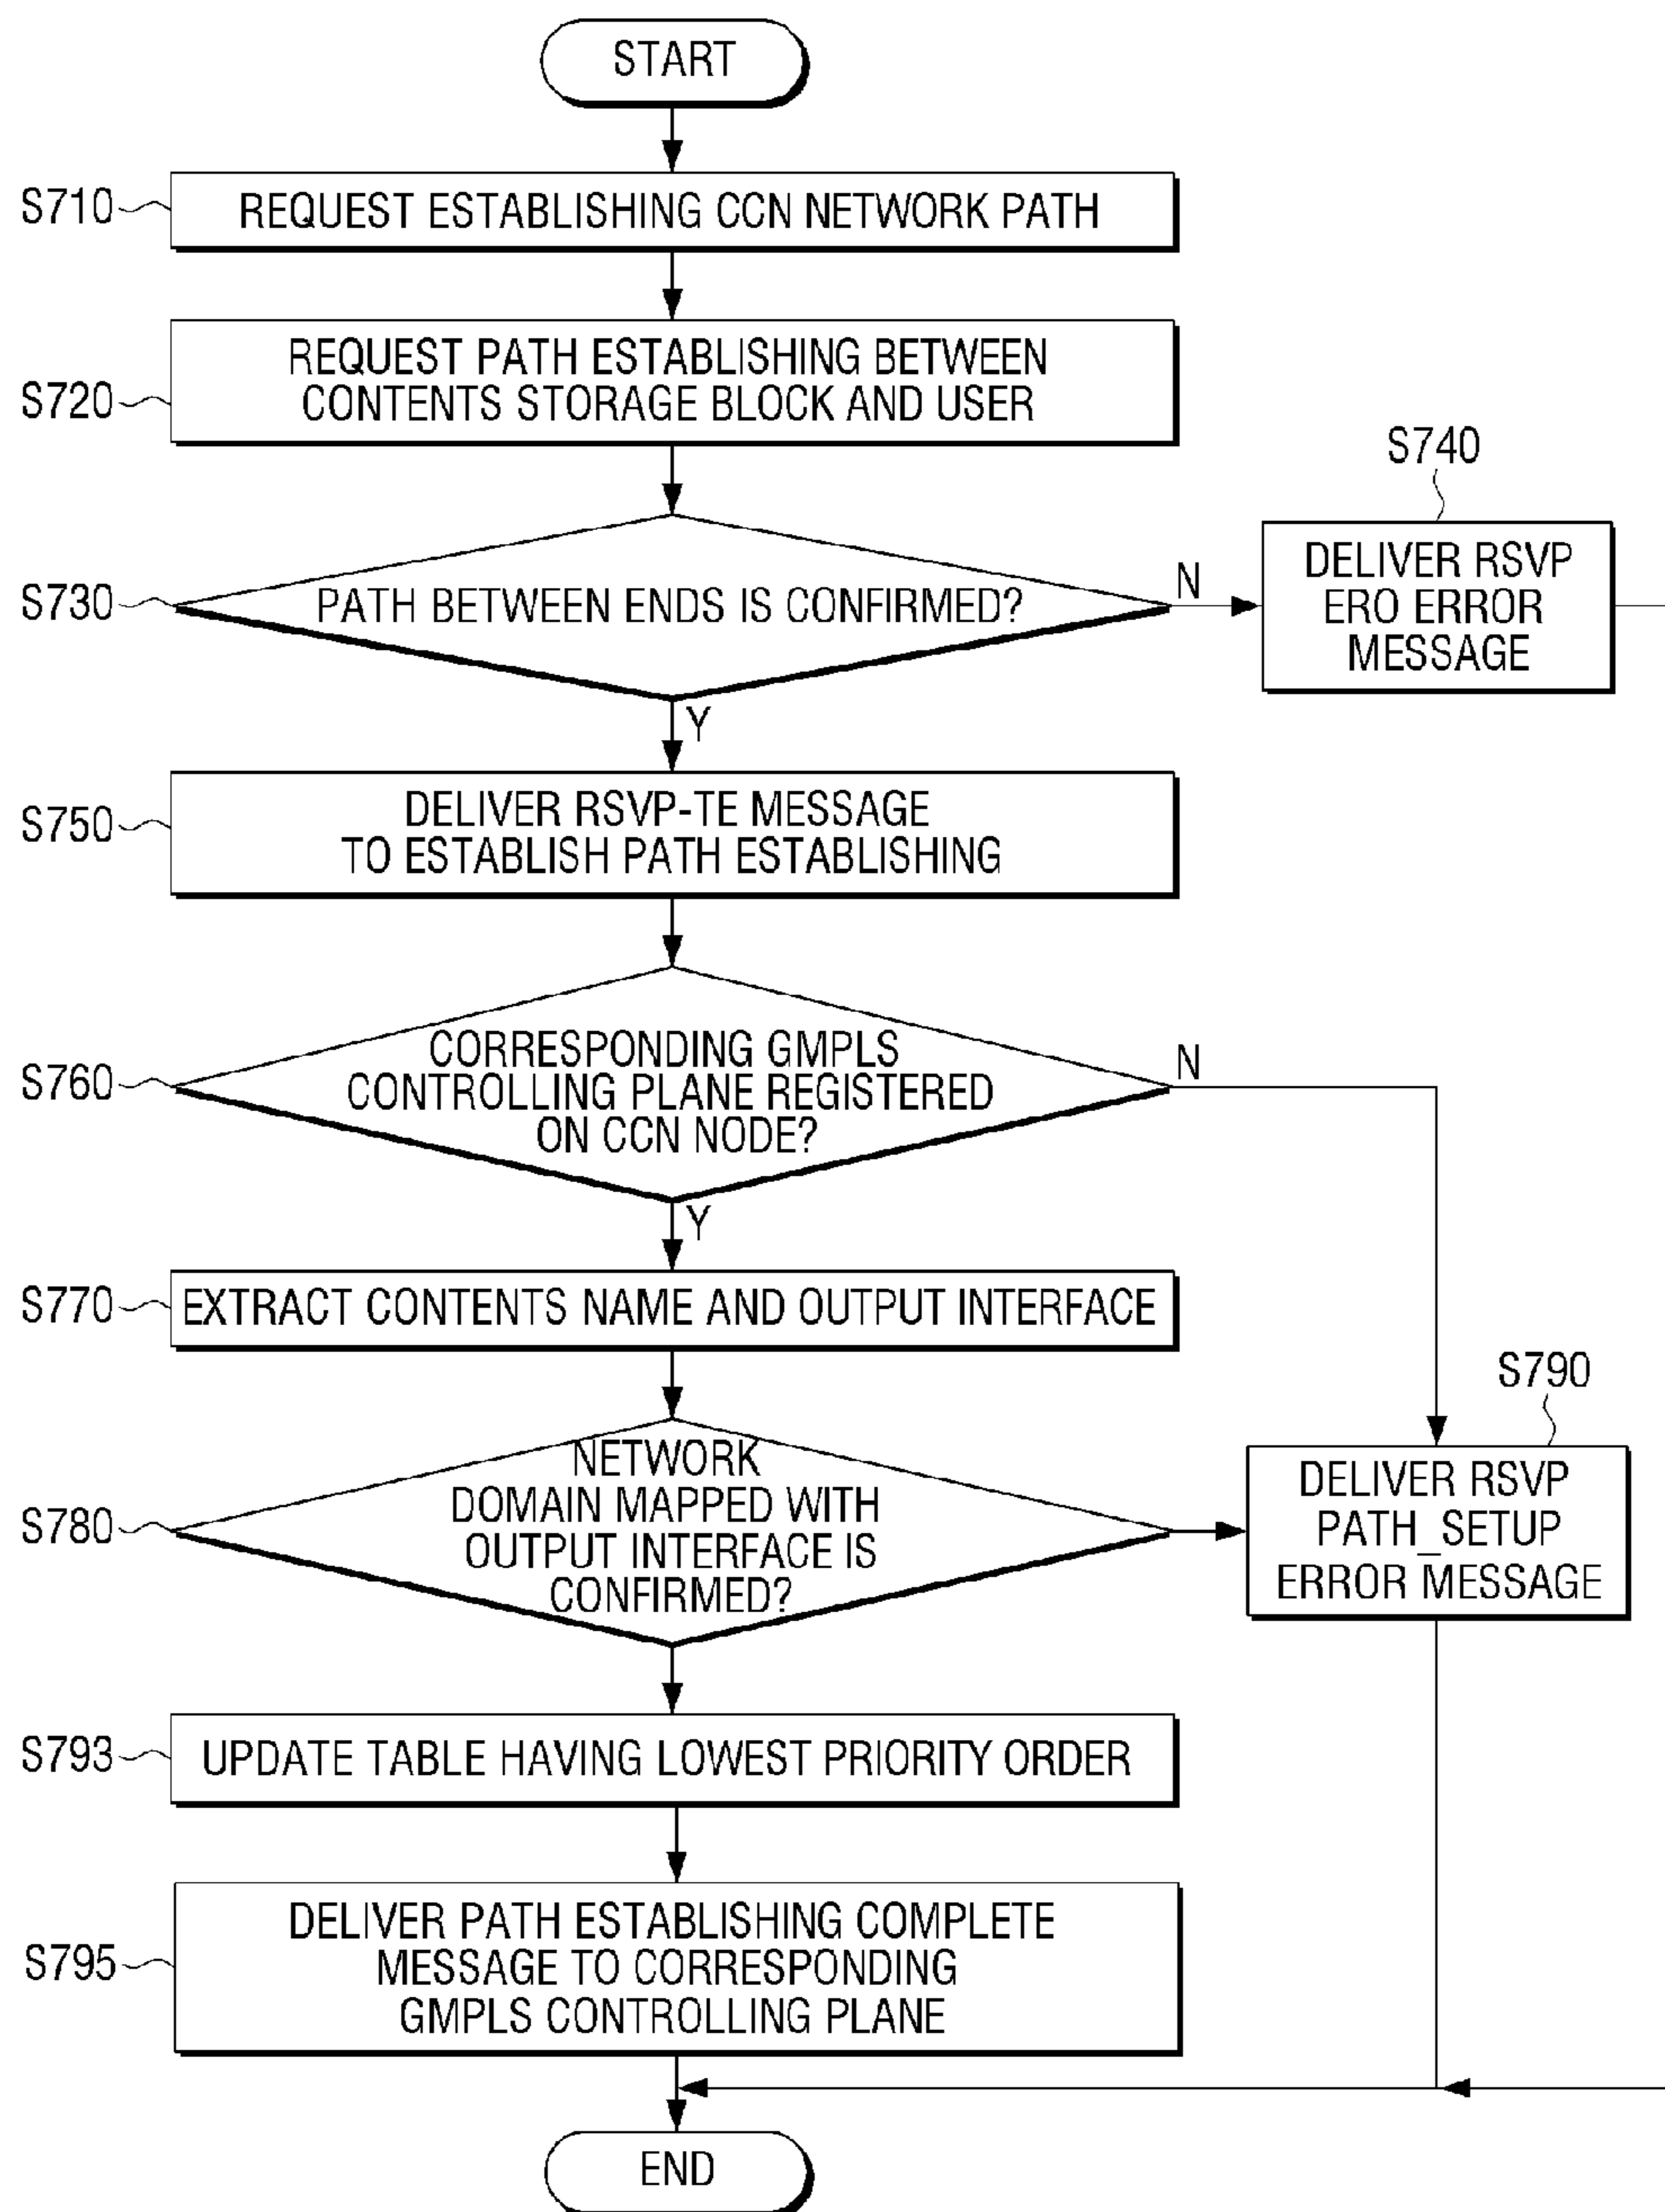 START
S710
REQUEST ESTABLISHING CCN NETWORK PATH
S720
REQUEST PATH ESTABLISHING BETWEEN
CONTENTS STORAGE BLOCK AND USER
S730
PATH BETWEEN ENDS IS CONFIRMED?
N
S740
DELIVER RSVP
ERO ERROR
MESSAGE
Y
S750
DELIVER RSVP-TE MESSAGE
TO ESTABLISH PATH ESTABLISHING
S760
CORRESPONDING GMPLS
CONTROLLING PLANE REGISTERED
ON CCN NODE?
N
Y
S770
EXTRACT CONTENTS NAME AND OUTPUT INTERFACE
S780
NETWORK
DOMAIN MAPPED WITH
OUTPUT INTERFACE IS
CONFIRMED?
S790
DELIVER RSVP
PATH_SETUP
ERROR MESSAGE
S793
UPDATE TABLE HAVING LOWEST PRIORITY ORDER
S795
DELIVER PATH ESTABLISHING COMPLETE
MESSAGE TO CORRESPONDING
GMPLS CONTROLLING PLANE
END